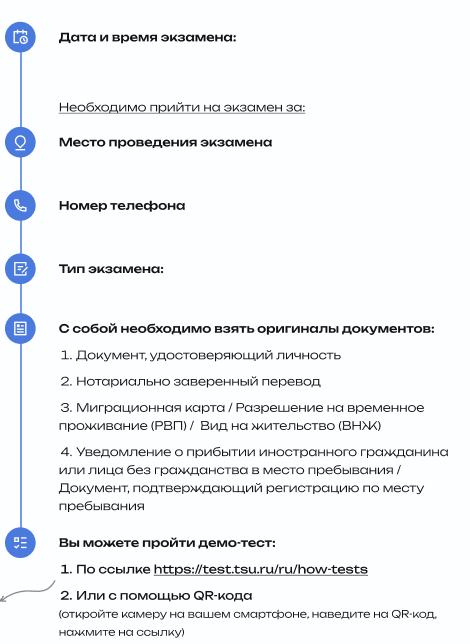 Дата и время экзамена:
Необходимо прийти на экзамен за:
Место проведения экзамена
Номер телефона
Тип экзамена:
С собой необходимо взять оригиналы документов:
1. Документ, удостоверяющий личность
2. Нотариально заверенный перевод
3. Миграционная карта / Разрешение на временное
проживание (РВП) / Вид на жительство (ВНЖ)
4. Уведомление о прибытии иностранного гражданина
или лица без гражданства в место пребывания /
Документ, подтверждающий регистрацию по месту
пребывания
Вы можете пройти демо-тест:
1. По ссылке https://test.tsu.ru/ru/how-tests
2. Или с помощью QR-кода
(откройте камеру на вашем смартфоне, наведите на QR-код,
нажмите на ссылку)